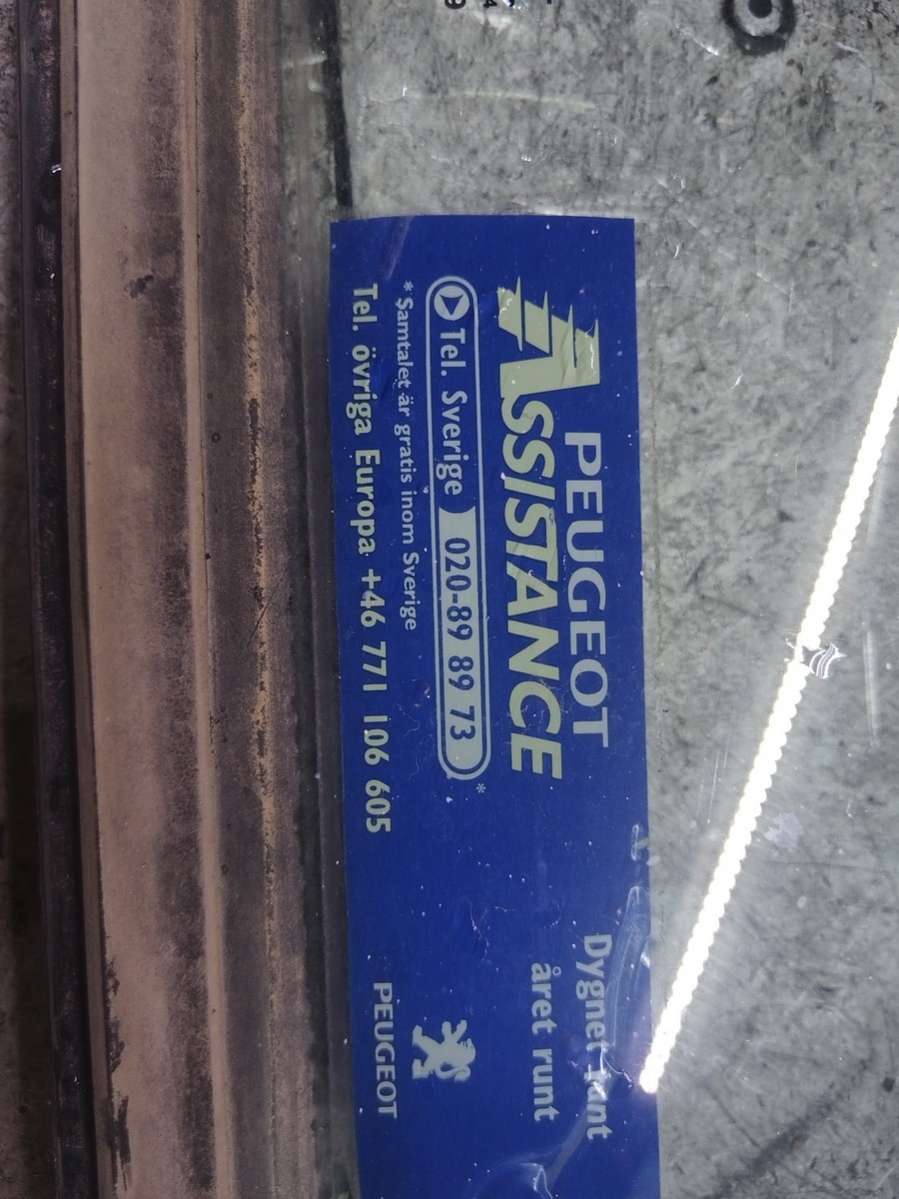 PEUGEOT
ASSISTANCE
Tel. Sverige 020-89 89 73*
*Samtalet är gratis inom Sverige
Tel. övriga Europa +46 771 106 605
Dygnet runt
året runt
PEUGEOT